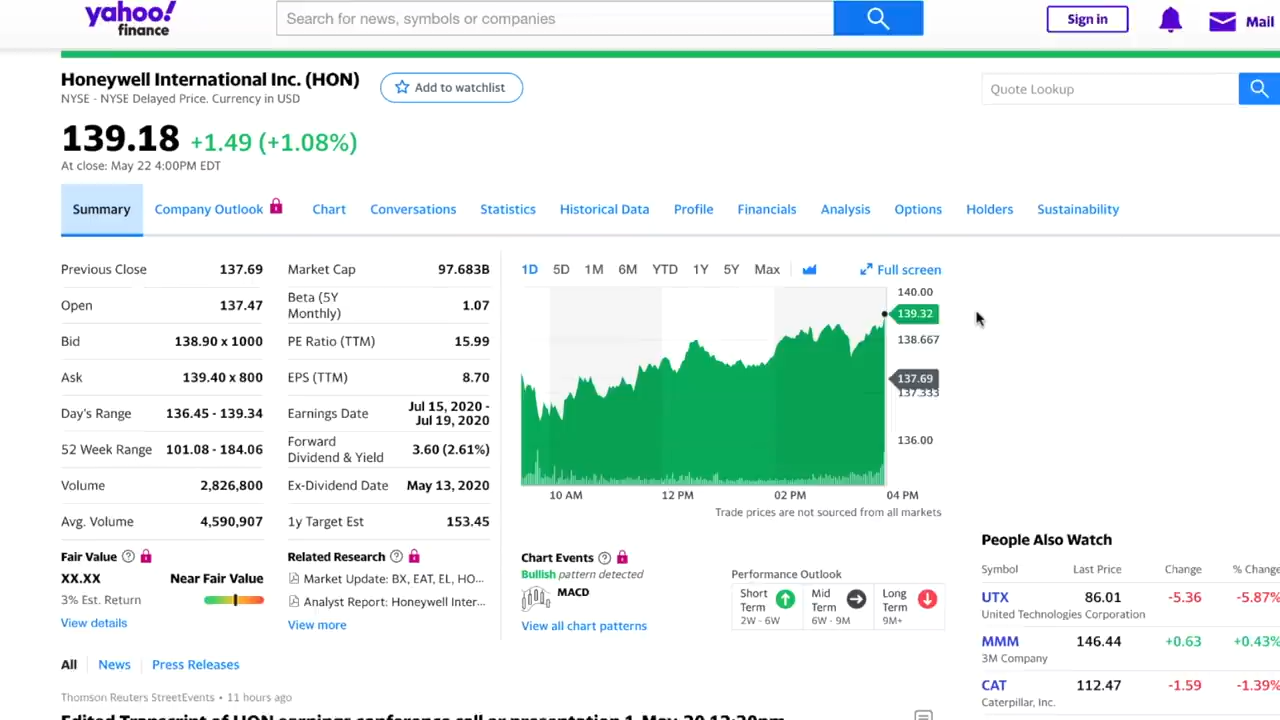 yahoo!
finance
Search for news, symbols or companies
Sign in
Mail
Honeywell International Inc. (HON)
Add to watchlist
NYSE - NYSE Delayed Price. Currency in USD
Quote Lookup
139.18 +1.49 (+1.08%)
At close: May 22 4:00PM EDT
Summary Company Outlook Chart Conversations Statistics Historical Data Profile Financials Analysis Options Holders Sustainability
Previous Close 137.69
Open 137.47
Bid 138.90 x 1000
Ask 139.40 x 800
Day's Range 136.45 - 139.34
52 Week Range 101.08 - 184.06
Volume 2,826,800
Avg. Volume 4,590,907
Market Cap 97.683B
Beta (5Y
Monthly) 1.07
PE Ratio (TTM) 15.99
EPS (TTM) 8.70
Earnings Date Jul 15, 2020 -
Jul 19, 2020
Forward
Dividend & Yield 3.60 (2.61%)
Ex-Dividend Date May 13, 2020
1y Target Est 153.45
1D 5D 1M 6M YTD 1Y 5Y Max Full screen
140.00
139.32
138.667
137.69
137.333
136.00
10 AM 12 PM 02 PM 04 PM
Trade prices are not sourced from all markets
Fair Value
XX.XX Near Fair Value
3% Est. Return
View details
Related Research
Market Update: BX, EAT, EL, HO...
Analyst Report: Honeywell Inter...
View more
Chart Events
Bullish pattern detected
MACD
View all chart patterns
Performance Outlook
Short
Term
2W - 6W
Mid
Term
6W - 9M
Long
Term
9M+
People Also Watch
Symbol Last Price Change % Change
UTX 86.01 -5.36 -5.87%
United Technologies Corporation
MMM 146.44 +0.63 +0.43%
3M Company
CAT 112.47 -1.59 -1.39%
Caterpillar, Inc.
All News Press Releases
Thomson Reuters StreetEvents • 11 hours ago
Edited Transcript of HON earnings conference call or presentation 1-May-20 12:30pm